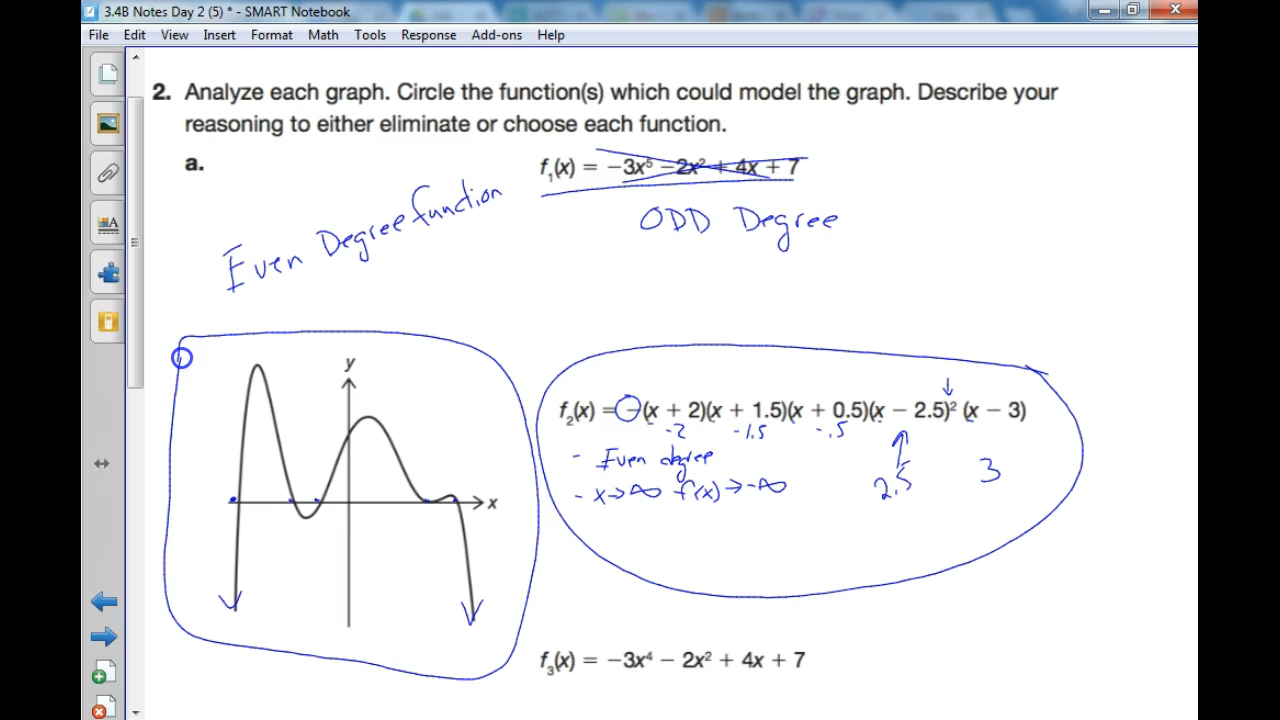 3.4B Notes Day 2 (5) * - SMART Notebook
File Edit View Insert Format Math Tools Response Add-ons Help
2. Analyze each graph. Circle the function(s) which could model the graph. Describe your
reasoning to either eliminate or choose each function.
a.
f₁(x) = −3x⁵ −2x² + 4x + 7
ODD Degree
Even Degree function
y
x
f₂(x) = −(x + 2)(x + 1.5)(x + 0.5)(x − 2.5)² (x − 3)
-2 -1.5 -.5
- Even degree
- x→∞ f(x)→-∞
2.5 3
f₃(x) = −3x⁴ − 2x² + 4x + 7